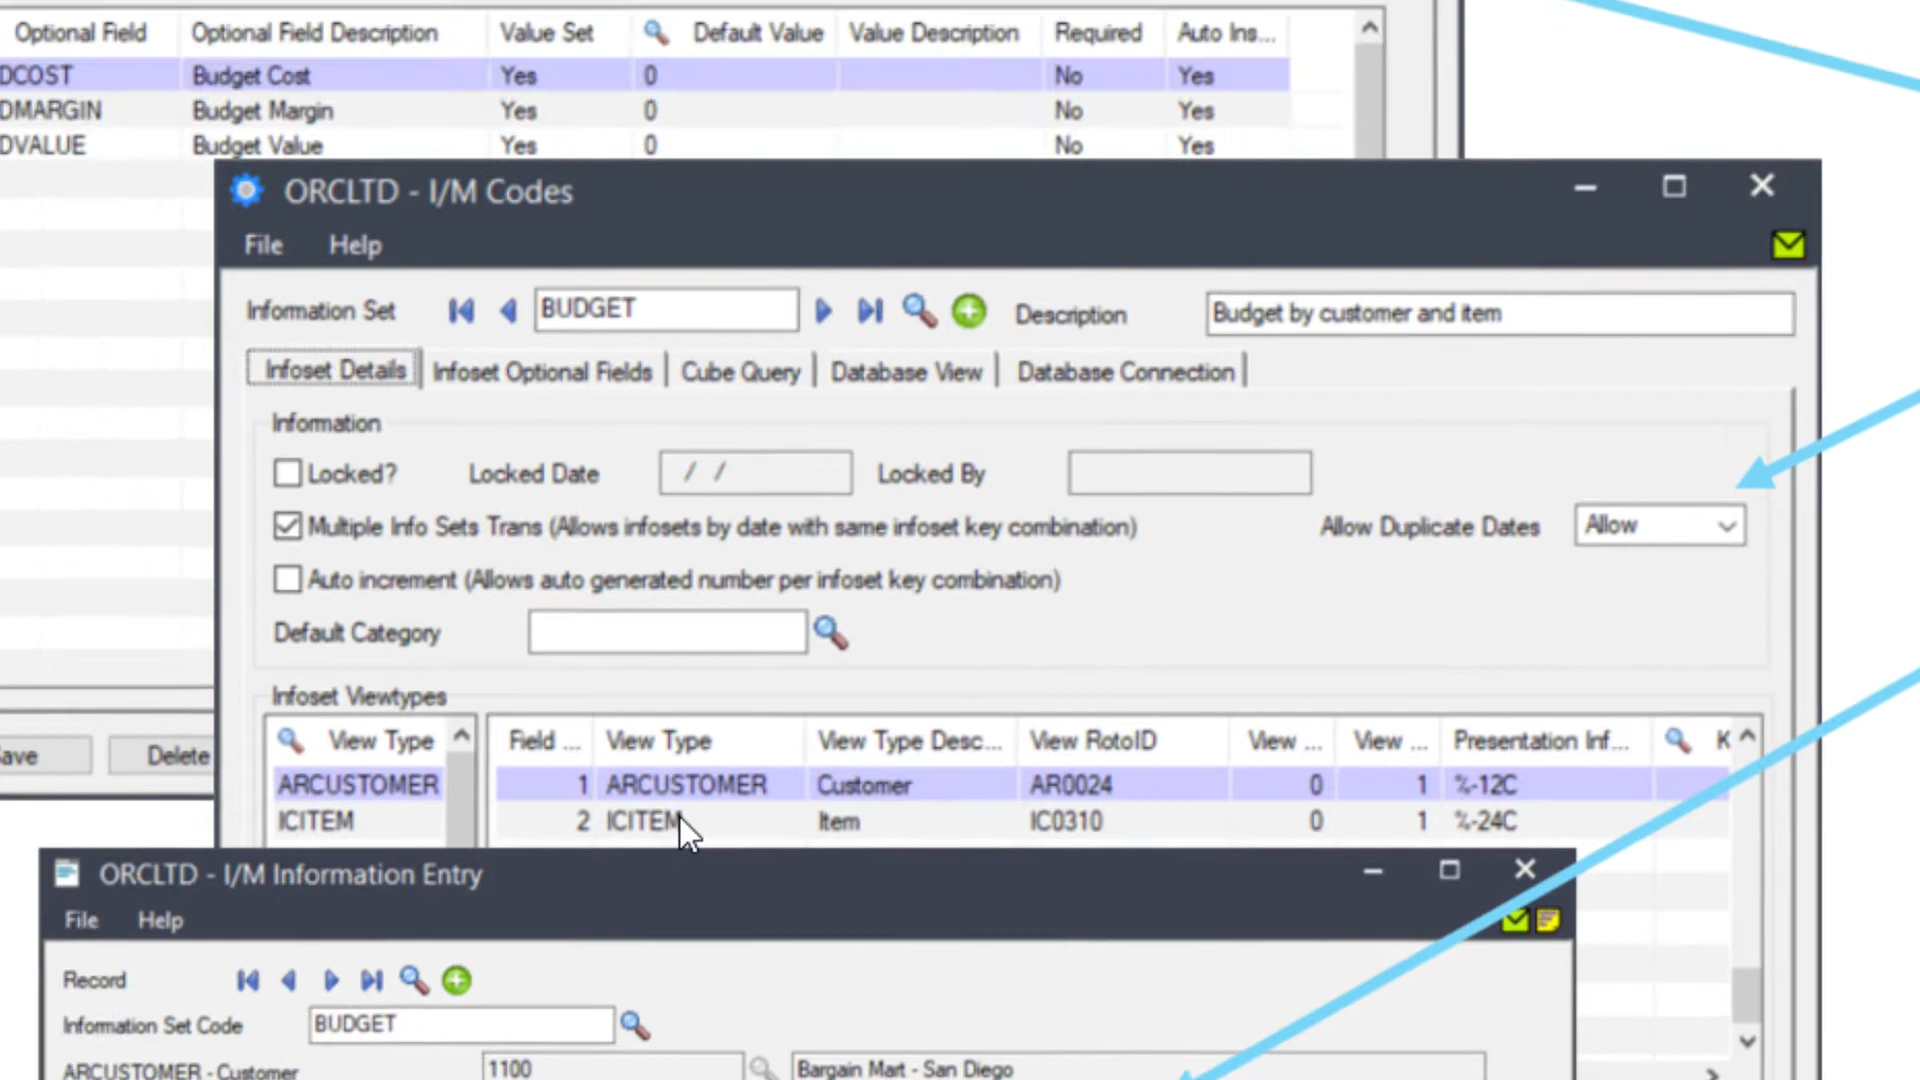 Optional Field Optional Field Description Value Set Default Value Value Description Required Auto Ins...
DCOST Budget Cost Yes 0 No Yes
DMARGIN Budget Margin Yes 0 No Yes
DVALUE Budget Value Yes 0 No Yes
ORCLTD - I/M Codes
File Help
Information Set BUDGET Description Budget by customer and item
Infoset Details Infoset Optional Fields Cube Query Database View Database Connection
Information
Locked? Locked Date / / Locked By
Multiple Info Sets Trans (Allows infosets by date with same infoset key combination) Allow Duplicate Dates Allow
Auto increment (Allows auto generated number per infoset key combination)
Default Category
Infoset Viewtypes
View Type Field ... View Type View Type Desc... View RotoID View ... View ... Presentation Inf... K
ave Delete
ARCUSTOMER 1 ARCUSTOMER Customer AR0024 0 1 %-12C
ICITEM 2 ICITEM Item IC0310 0 1 %-24C
ORCLTD - I/M Information Entry
File Help
Record
Information Set Code BUDGET
ARCUSTOMER - Customer 1100 Bargain Mart - San Diego